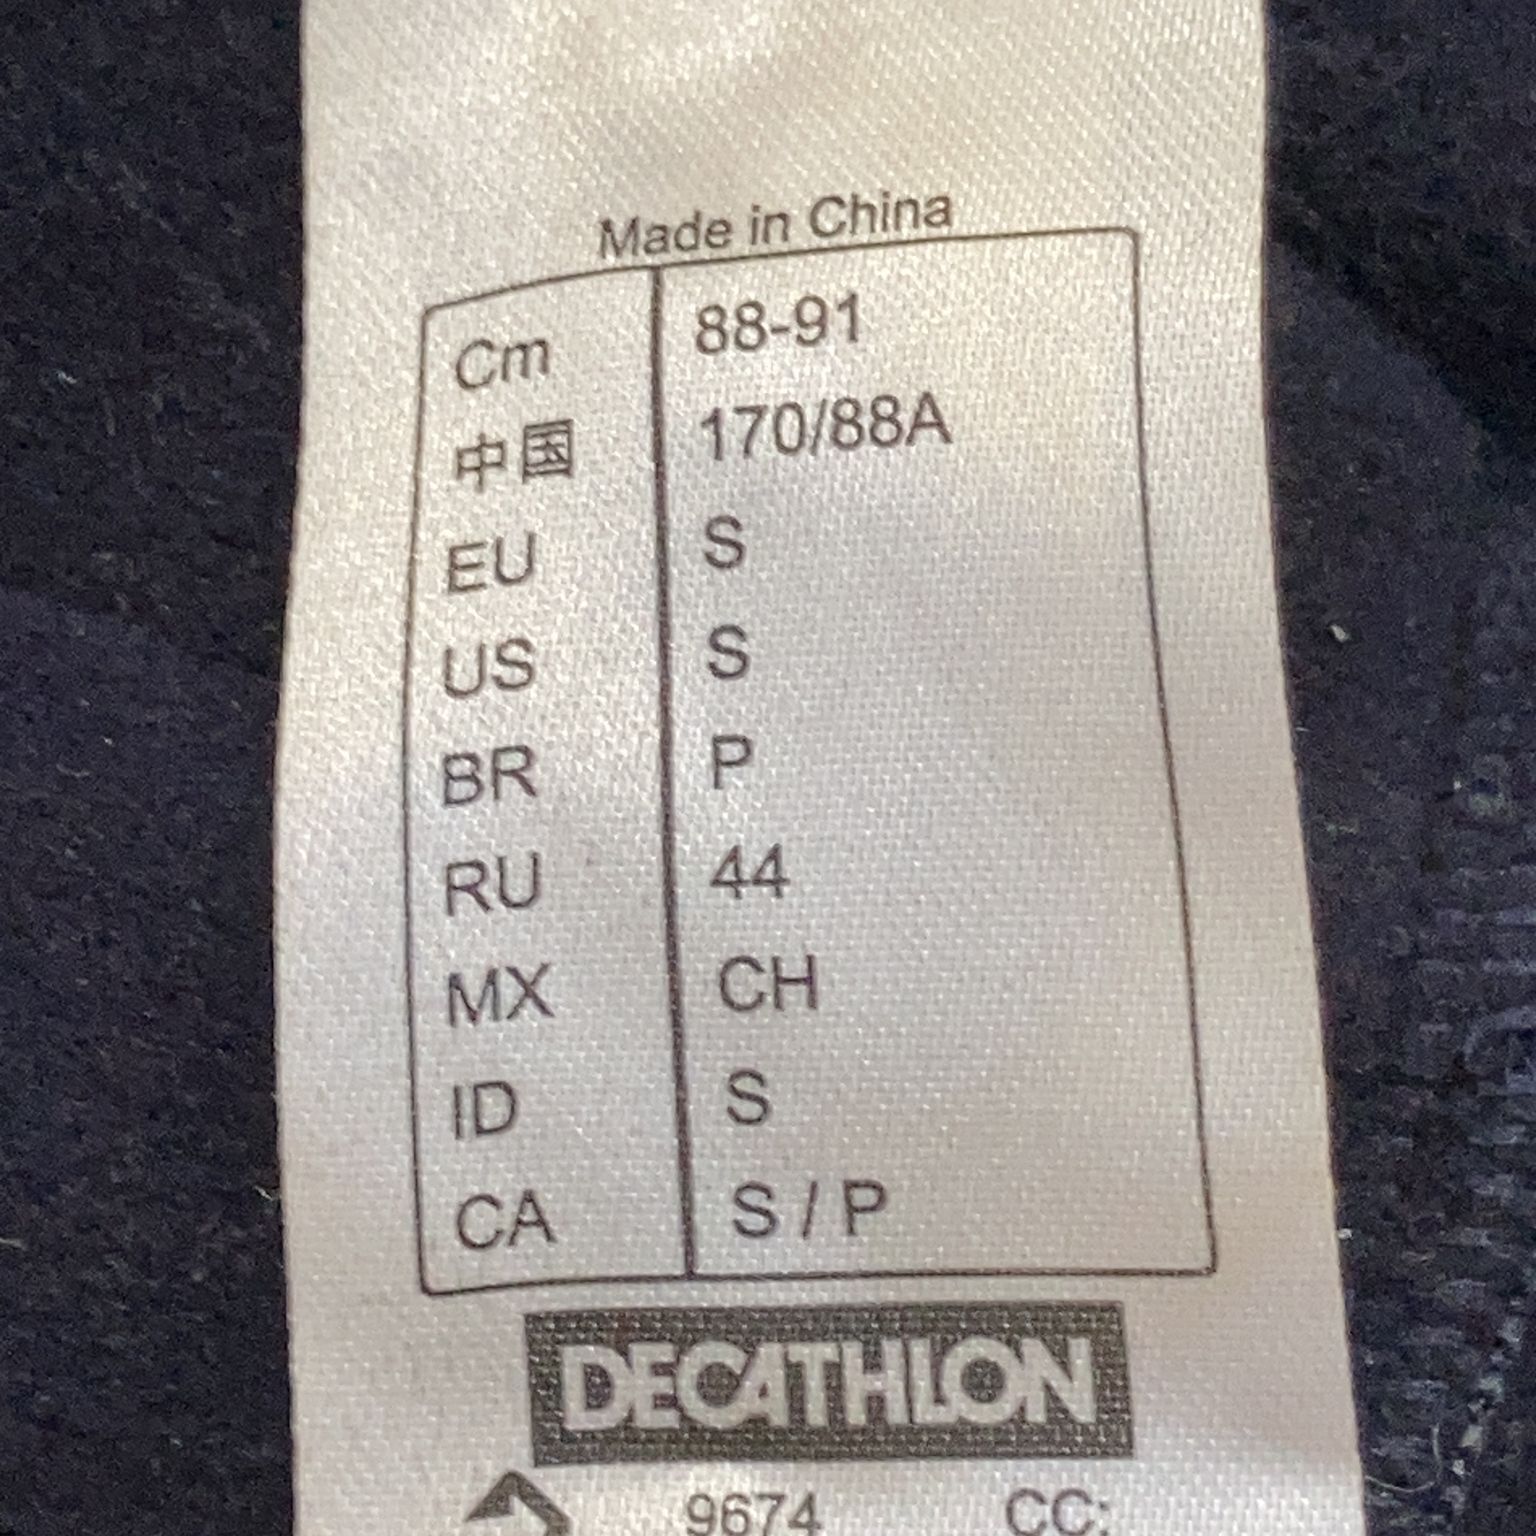 Made in China
Cm 88-91
中国 170/88A
EU S
US S
BR P
RU 44
MX CH
ID S
CA S / P
DECATHLON
9674 CC: